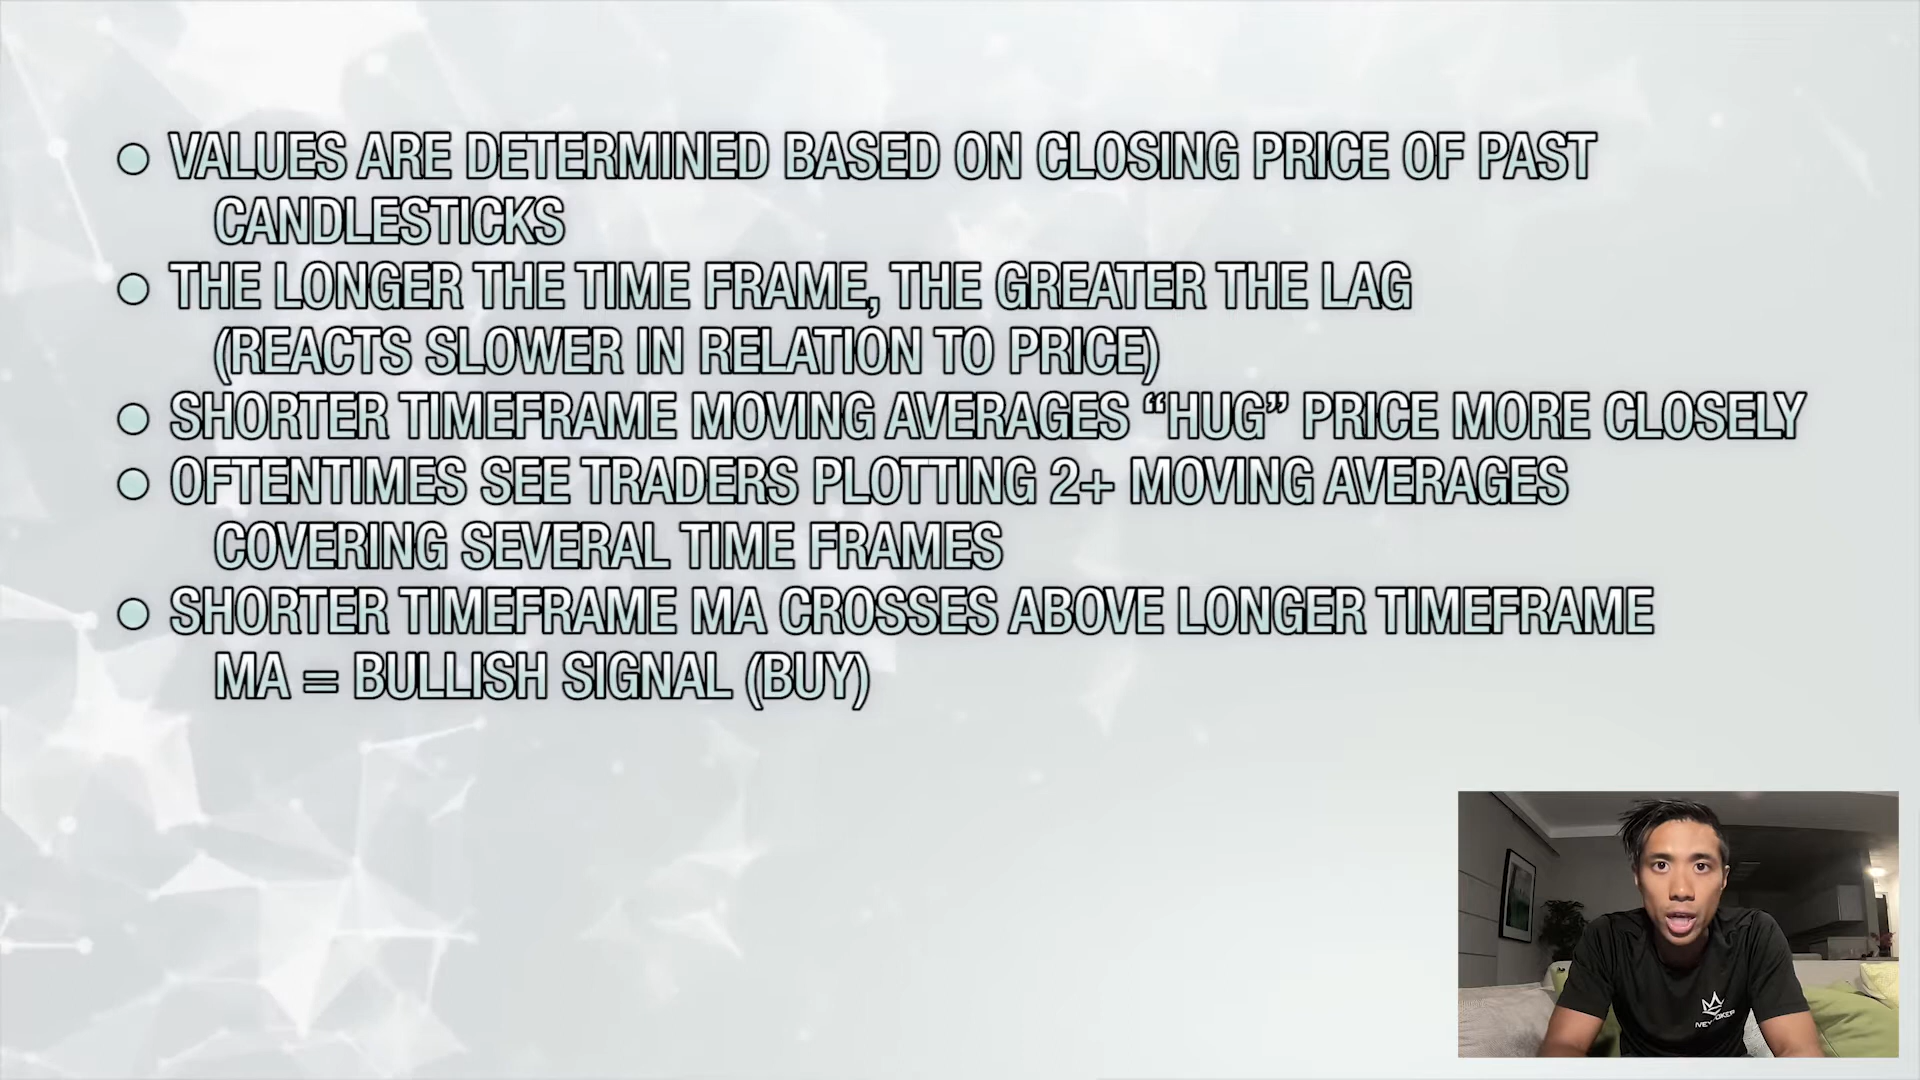 ● VALUES ARE DETERMINED BASED ON CLOSING PRICE OF PAST
CANDLESTICKS
● THE LONGER THE TIME FRAME, THE GREATER THE LAG
(REACTS SLOWER IN RELATION TO PRICE)
● SHORTER TIMEFRAME MOVING AVERAGES “HUG” PRICE MORE CLOSELY
● OFTENTIMES SEE TRADERS PLOTTING 2+ MOVING AVERAGES
COVERING SEVERAL TIME FRAMES
● SHORTER TIMEFRAME MA CROSSES ABOVE LONGER TIMEFRAME
MA = BULLISH SIGNAL (BUY)